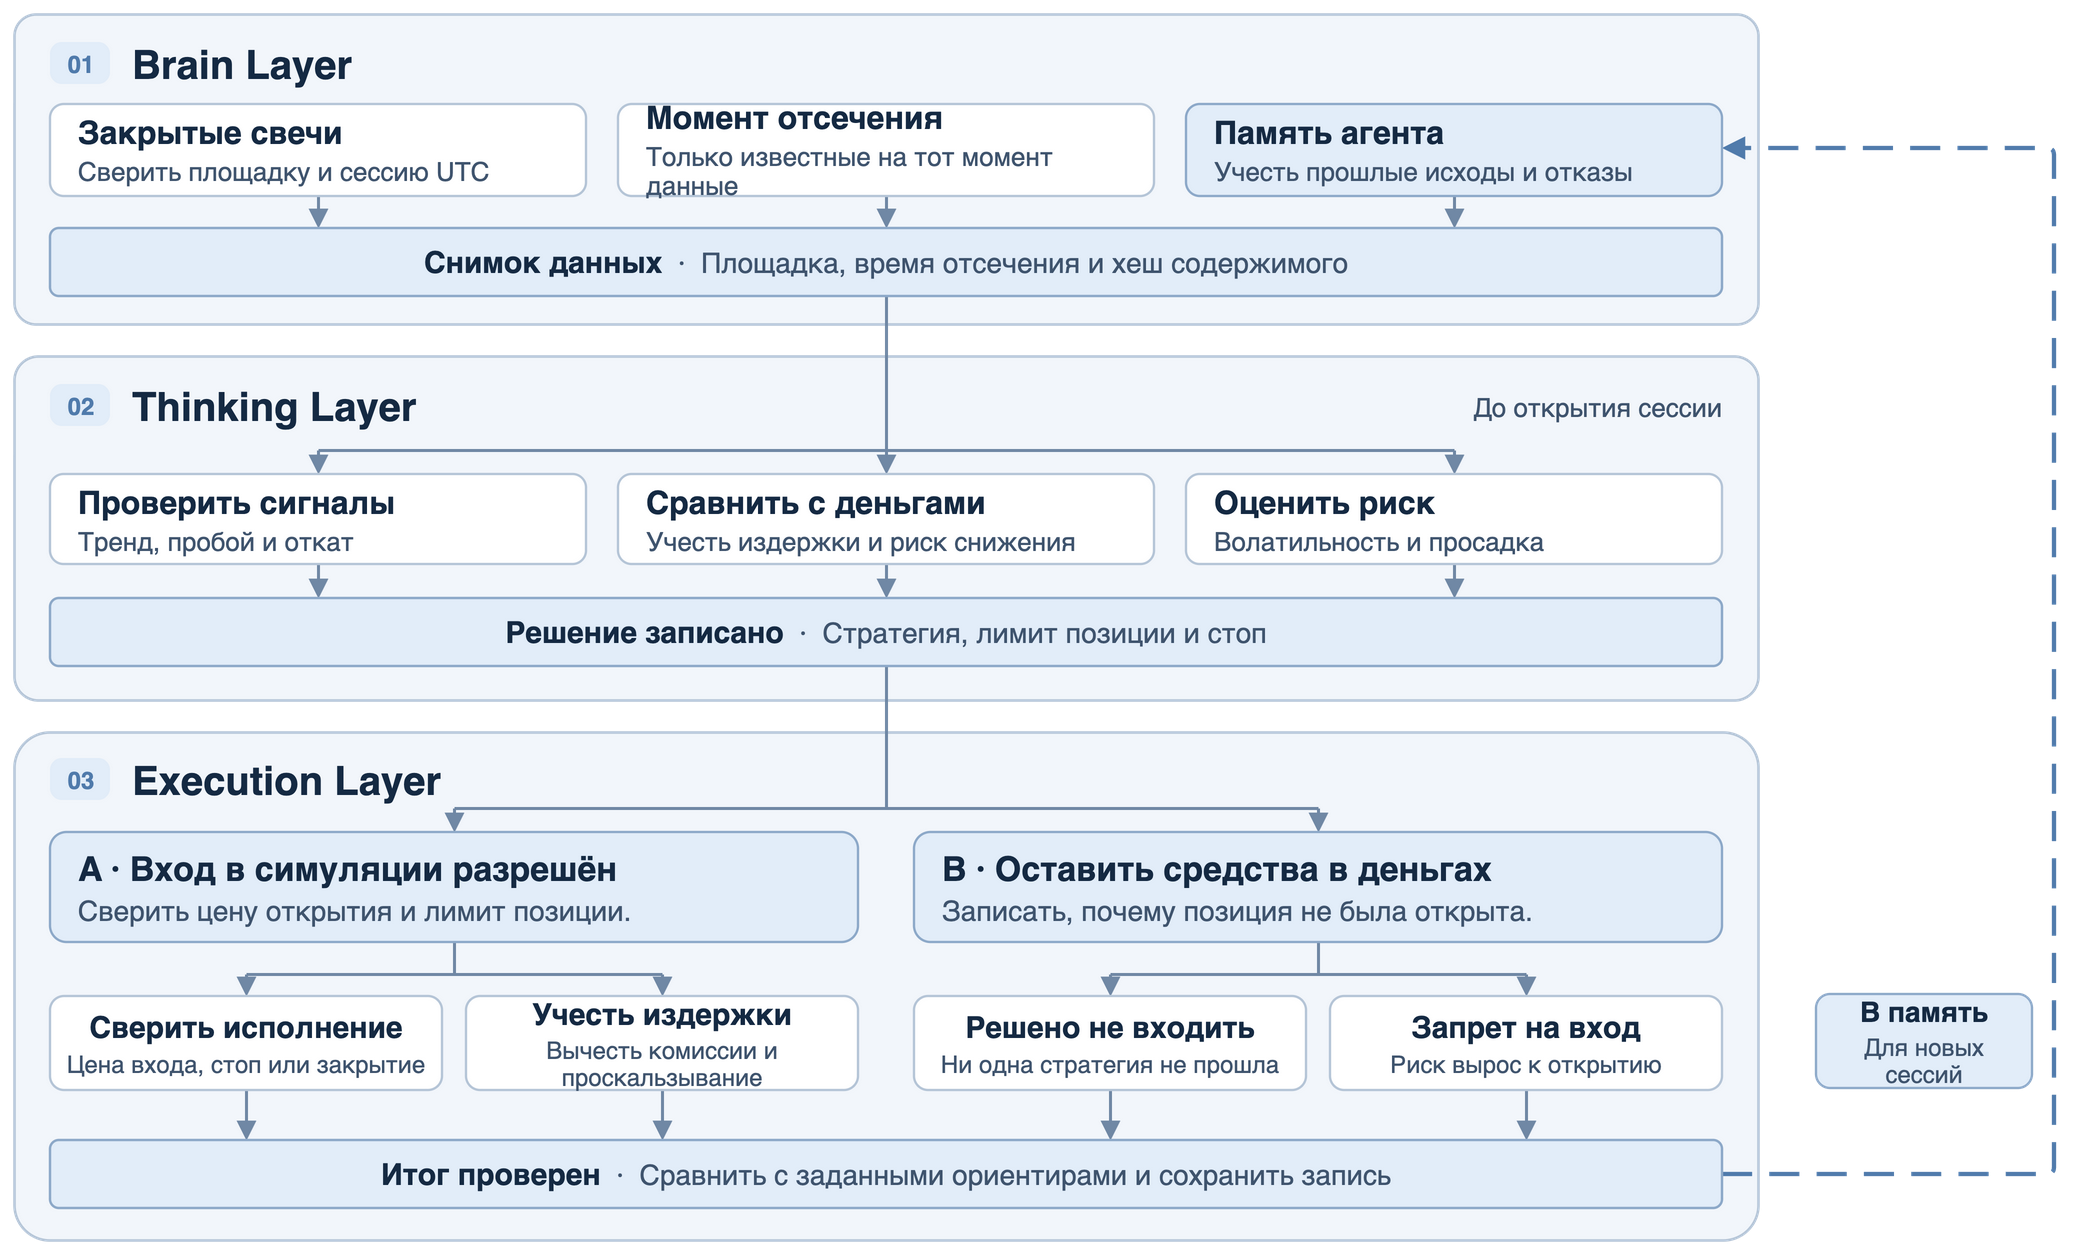 01 Brain Layer
Закрытые свечи
Сверить площадку и сессию UTC
Момент отсечения
Только известные на тот момент
данные
Память агента
Учесть прошлые исходы и отказы
Снимок данных · Площадка, время отсечения и хеш содержимого
02 Thinking Layer
До открытия сессии
Проверить сигналы
Тренд, пробой и откат
Сравнить с деньгами
Учесть издержки и риск снижения
Оценить риск
Волатильность и просадка
Решение записано · Стратегия, лимит позиции и стоп
03 Execution Layer
A · Вход в симуляции разрешён
Сверить цену открытия и лимит позиции.
B · Оставить средства в деньгах
Записать, почему позиция не была открыта.
Сверить исполнение
Цена входа, стоп или закрытие
Учесть издержки
Вычесть комиссии и
проскальзывание
Решено не входить
Ни одна стратегия не прошла
Запрет на вход
Риск вырос к открытию
В память
Для новых
сессий
Итог проверен · Сравнить с заданными ориентирами и сохранить запись